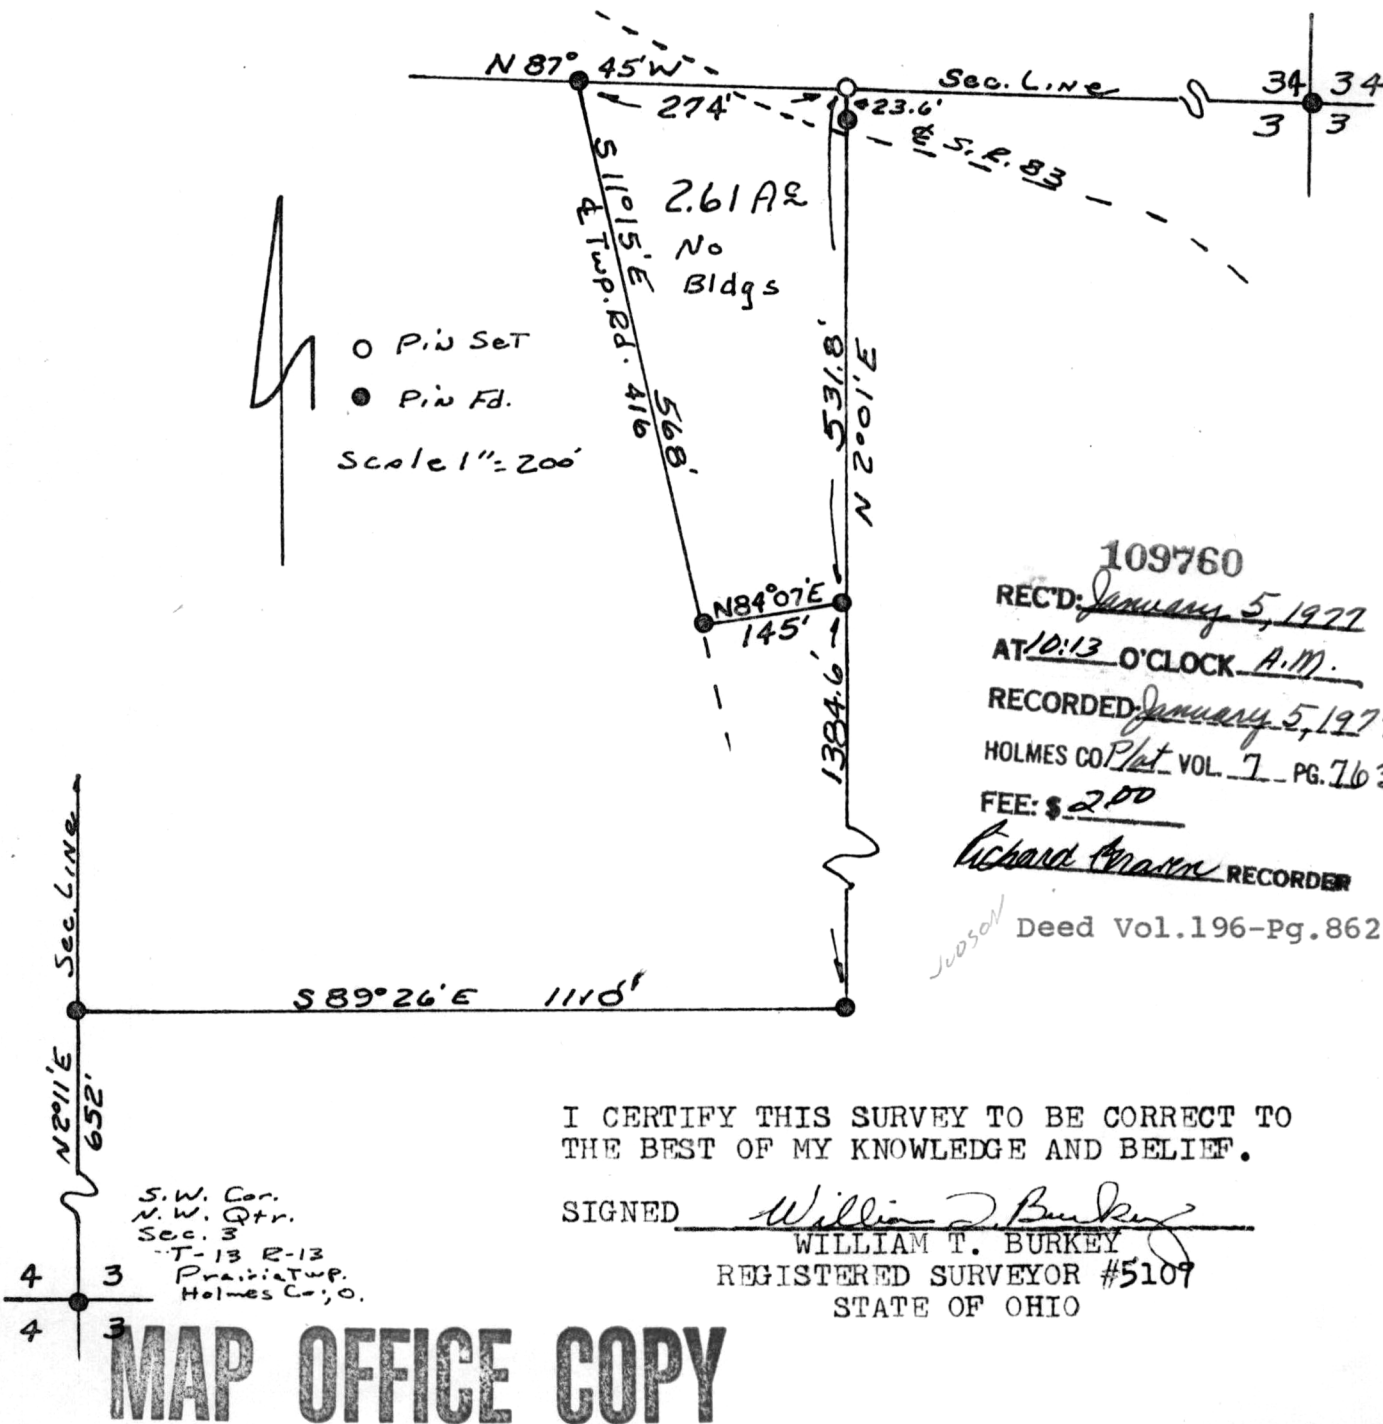 N 87° 45' W
274'
23.6'
Sec. Line
34 34
3 3
℄ S.R. 83
S 11°15' E
℄ Twp. Rd. 416
568'
2.61 Ac
No
Bldgs
531.8'
N 2°01' E
○ Pin Set
● Pin Fd.
Scale 1"=200'
N84°07'E
145'
1384.6'
109760
REC'D: January 5, 1977
AT 10:13 O'CLOCK A.M.
RECORDED January 5, 197
HOLMES CO Plat VOL. 7 PG. 763
FEE: $ 2.00
Richard RECORDER
JUDSON
Deed Vol.196-Pg.862
Sec. Line
S 89°26' E 1110'
N 2°11' E
652'
S.W. Cor.
N.W. Qtr.
Sec. 3
T-13 R-13
Prairie Twp.
Holmes Co., O.
4 3
4 3
I CERTIFY THIS SURVEY TO BE CORRECT TO
THE BEST OF MY KNOWLEDGE AND BELIEF.
SIGNED William T. Burkey
WILLIAM T. BURKEY
REGISTERED SURVEYOR #5109
STATE OF OHIO
MAP OFFICE COPY